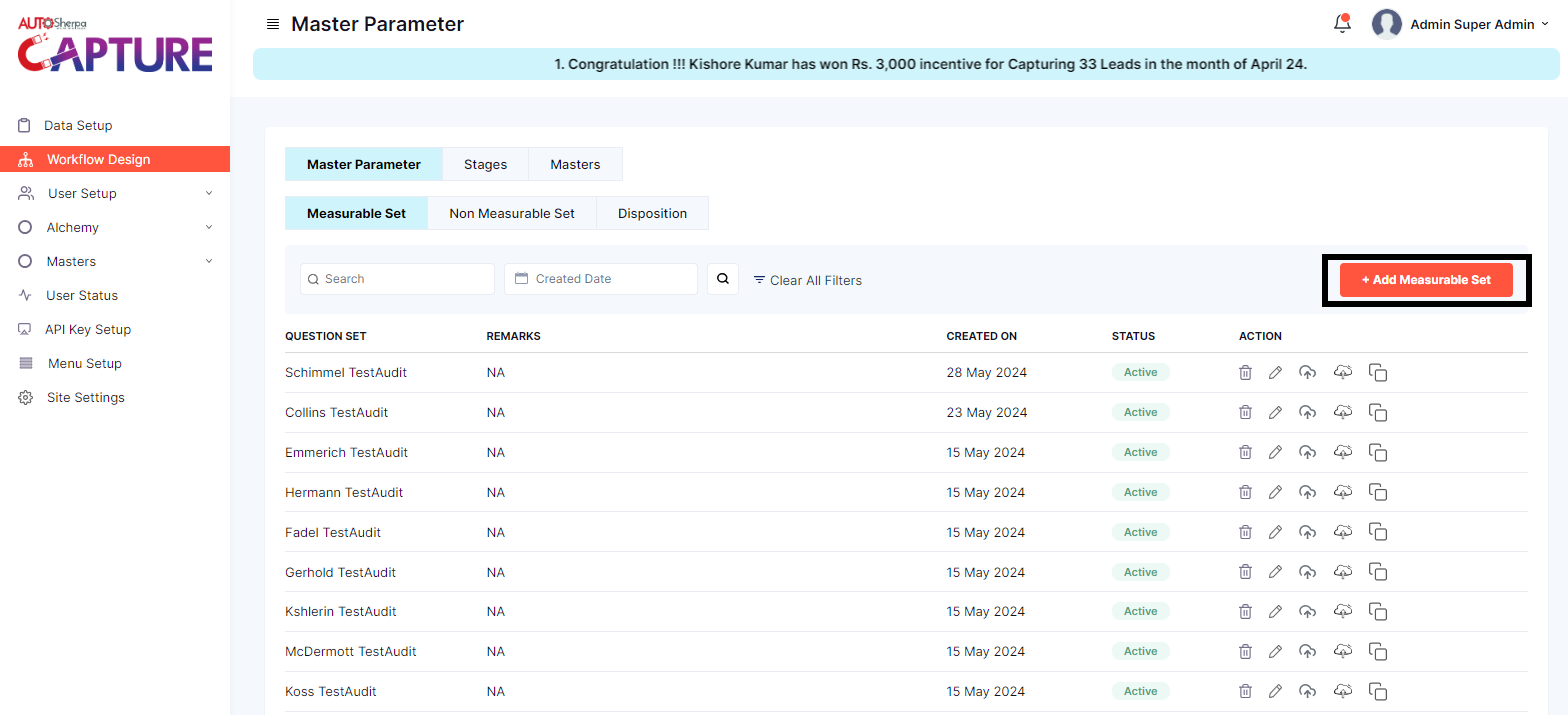 AUTOSherpa
CAPTURE
Master Parameter
Admin Super Admin
1. Congratulation !!! Kishore Kumar has won Rs. 3,000 incentive for Capturing 33 Leads in the month of April 24.
Data Setup
Workflow Design
User Setup
Alchemy
Masters
User Status
API Key Setup
Menu Setup
Site Settings
Master Parameter Stages Masters
Measurable Set Non Measurable Set Disposition
Search Created Date Clear All Filters + Add Measurable Set
QUESTION SET REMARKS CREATED ON STATUS ACTION
Schimmel TestAudit NA 28 May 2024 Active
Collins TestAudit NA 23 May 2024 Active
Emmerich TestAudit NA 15 May 2024 Active
Hermann TestAudit NA 15 May 2024 Active
Fadel TestAudit NA 15 May 2024 Active
Gerhold TestAudit NA 15 May 2024 Active
Kshlerin TestAudit NA 15 May 2024 Active
McDermott TestAudit NA 15 May 2024 Active
Koss TestAudit NA 15 May 2024 Active